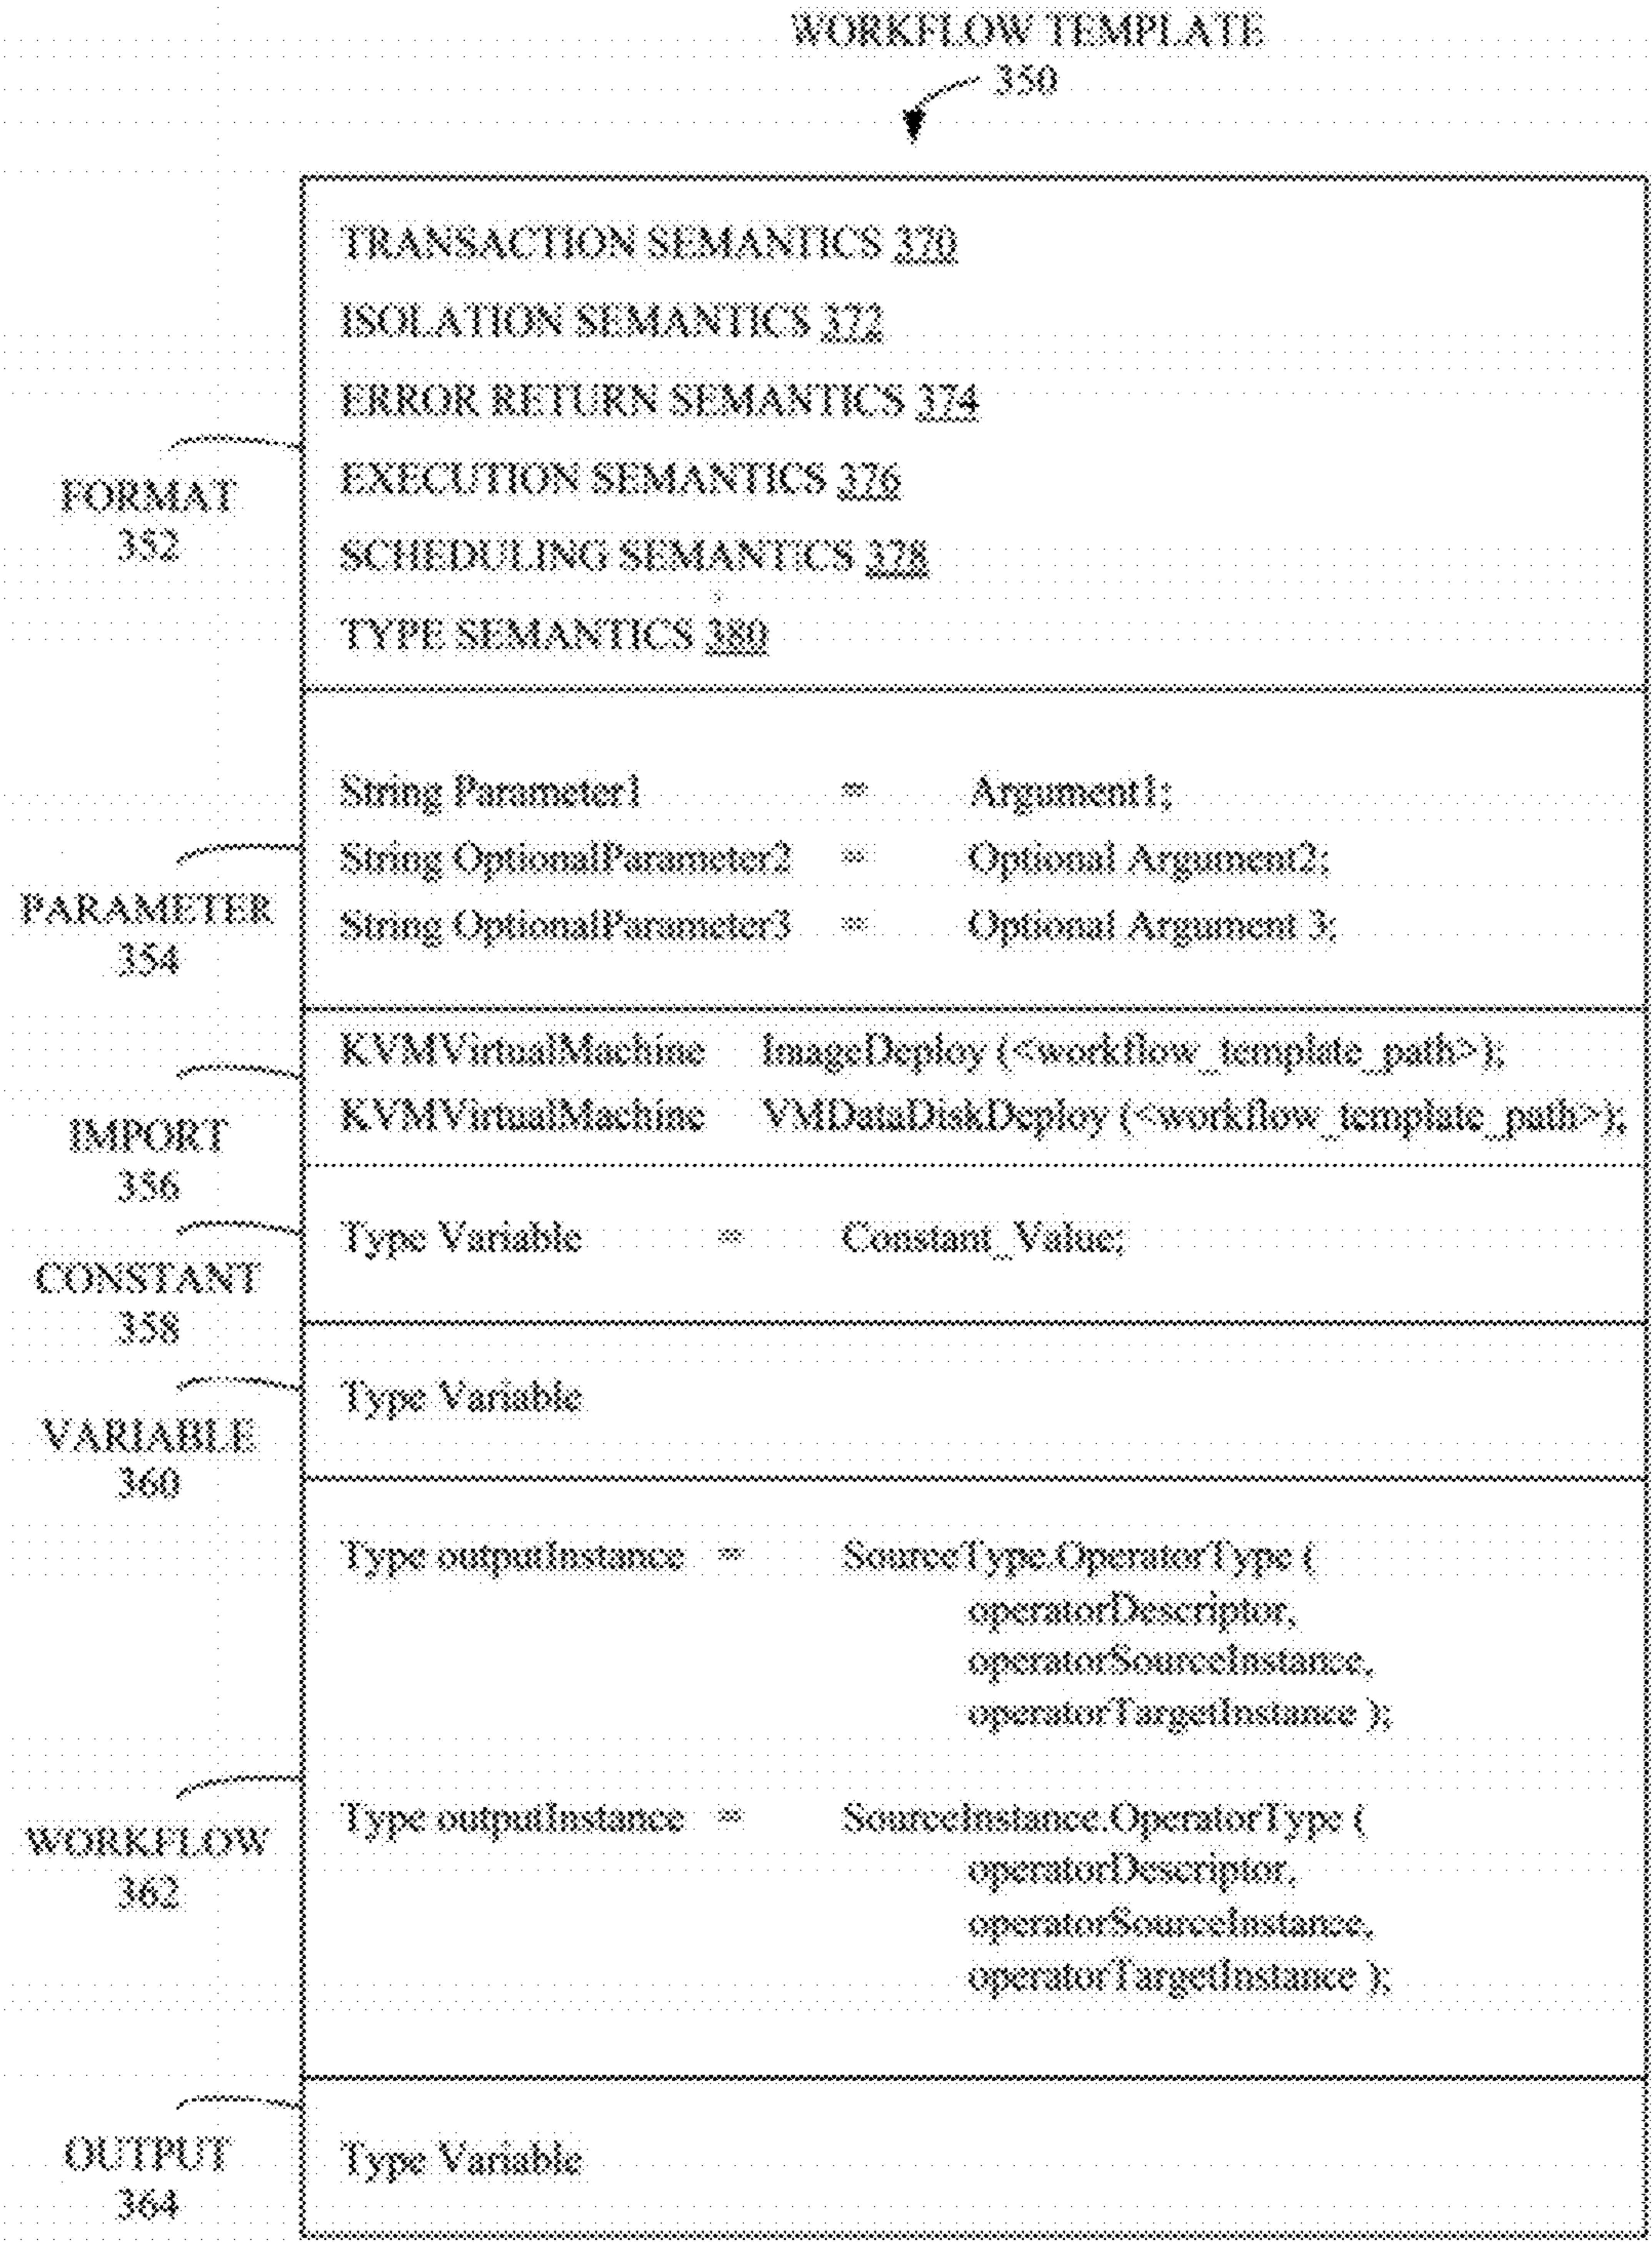 WORKFLOW TEMPLATE
350
TRANSACTION SEMANTICS 370
ISOLATION SEMANTICS 372
ERROR RETURN SEMANTICS 374
EXECUTION SEMANTICS 376
SCHEDULING SEMANTICS 378
TYPE SEMANTICS 380
FORMAT
352
String Parameter1 = Argument1;
String OptionalParameter2 = Optional Argument2;
String OptionalParameter3 = Optional Argument 3;
PARAMETER
354
KVMVirtualMachine ImageDeploy (<workflow_template_path>);
KVMVirtualMachine VMDataDiskDeploy (<workflow_template_path>);
IMPORT
356
Type Variable = Constant_Value;
CONSTANT
358
Type Variable
VARIABLE
360
Type outputInstance = SourceType.OperatorType (
operatorDescriptor,
operatorSourceInstance,
operatorTargetInstance );
Type outputInstance = SourceInstance.OperatorType (
operatorDescriptor,
operatorSourceInstance,
operatorTargetInstance );
WORKFLOW
362
Type Variable
OUTPUT
364